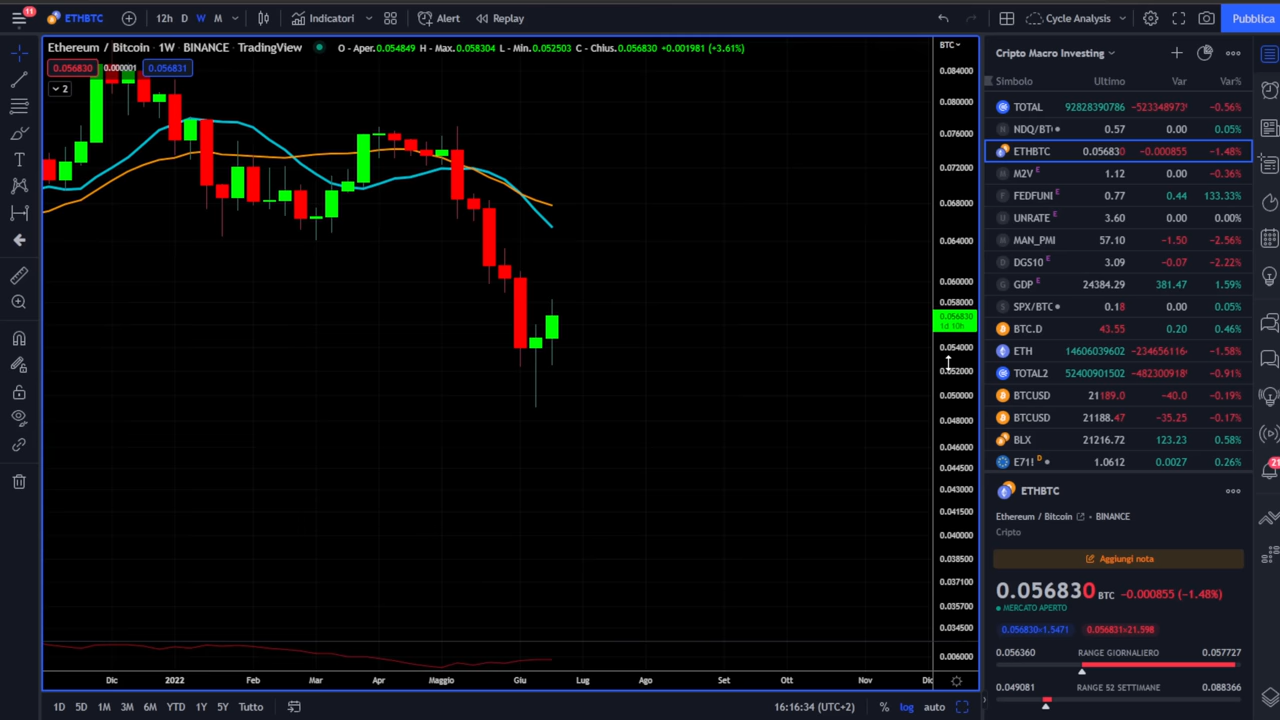 11
ETHBTC
12h D W M
Indicatori
Alert
Replay
Cycle Analysis
Pubblica
Ethereum / Bitcoin · 1W · BINANCE · TradingView
O - Aper.0.054849 H - Max.0.058304 L - Min.0.052503 C - Chius.0.056830 +0.001981 (+3.61%)
0.056830 0.000001 0.056831
2
BTC
0.084000
0.080000
0.076000
0.072000
0.068000
0.064000
0.060000
0.058000
0.056830
1d 10h
0.054000
0.052000
0.050000
0.048000
0.046000
0.044500
0.043000
0.041500
0.040000
0.038500
0.037100
0.035700
0.034500
0.006000
Dic 2022 Feb Mar Apr Maggio Giu Lug Ago Set Ott Nov Dic
1D 5D 1M 3M 6M YTD 1Y 5Y Tutto
16:16:34 (UTC+2)
% log auto
Cripto Macro Investing
Simbolo Ultimo Var Var%
TOTAL 92828390786 −0.56%
NDQ/BT 0.57 0.00 0.05%
ETHBTC 0.056830 −0.000855 −1.48%
M2V E 1.12 0.00 −0.36%
FEDFUNI E 0.77 0.44 133.33%
UNRATE E 3.60 0.00 0.00%
MAN_PMI 57.10 −1.50 −2.56%
DGS10 E 3.09 −0.07 −2.22%
GDP E 24384.29 381.47 1.59%
SPX/BTC 0.18 0.00 0.05%
BTC.D 43.55 0.20 0.46%
ETH 14606039602 −234656116 −1.58%
TOTAL2 52400901502 −482300918 −0.91%
BTCUSD 21189.0 −40.0 −0.19%
BTCUSD 21188.47 −35.25 −0.17%
BLX 21216.72 123.23 0.58%
E71! D 1.0612 0.0027 0.26%
ETHBTC
Ethereum / Bitcoin · BINANCE
Cripto
Aggiungi nota
0.056830 BTC −0.000855 (−1.48%)
MERCATO APERTO
0.056830×1.5471 0.056831×21.598
0.056360 RANGE GIORNALIERO 0.057727
0.049081 RANGE 52 SETTIMANE 0.088366